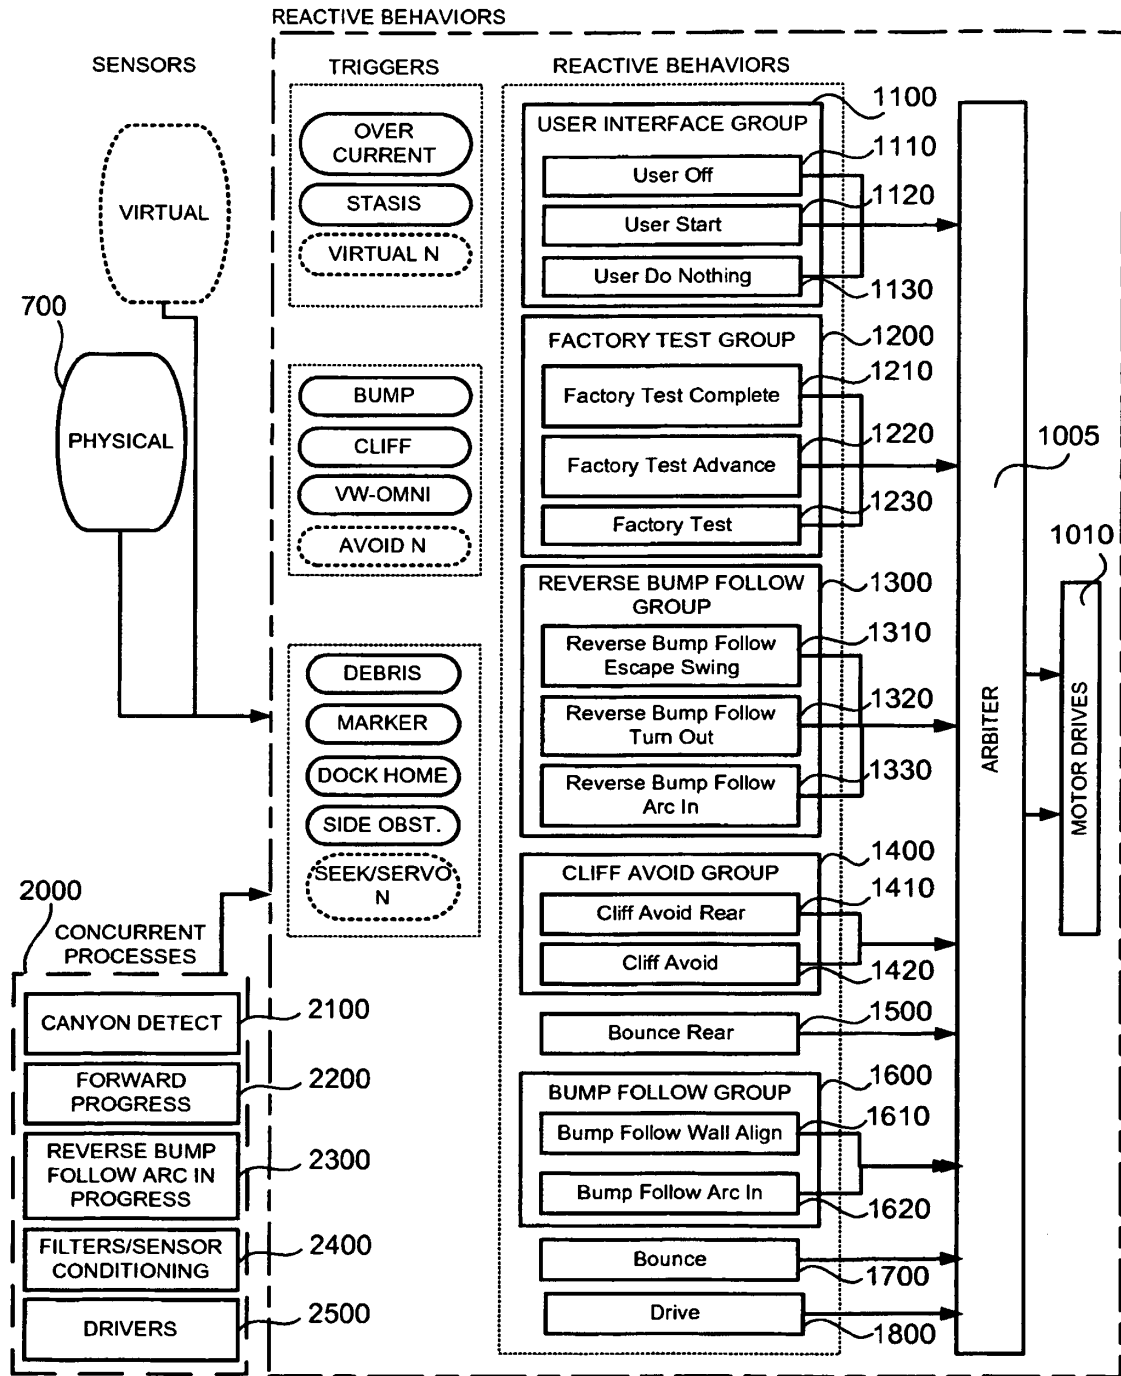 REACTIVE BEHAVIORS
SENSORS
TRIGGERS
REACTIVE BEHAVIORS
VIRTUAL
700
PHYSICAL
OVER
CURRENT
STASIS
VIRTUAL N
BUMP
CLIFF
VW-OMNI
AVOID N
DEBRIS
MARKER
DOCK HOME
SIDE OBST.
SEEK/SERVO
N
1100
USER INTERFACE GROUP
1110
User Off
1120
User Start
User Do Nothing
1130
1200
FACTORY TEST GROUP
1210
Factory Test Complete
1220
Factory Test Advance
1230
Factory Test
1300
REVERSE BUMP FOLLOW
GROUP
1310
Reverse Bump Follow
Escape Swing
1320
Reverse Bump Follow
Turn Out
1330
Reverse Bump Follow
Arc In
1400
CLIFF AVOID GROUP
1410
Cliff Avoid Rear
Cliff Avoid
1420
1500
Bounce Rear
1600
BUMP FOLLOW GROUP
1610
Bump Follow Wall Align
Bump Follow Arc In
1620
Bounce
1700
Drive
1800
1005
ARBITER
1010
MOTOR DRIVES
2000
CONCURRENT
PROCESSES
CANYON DETECT
2100
FORWARD
PROGRESS
2200
REVERSE BUMP
FOLLOW ARC IN
PROGRESS
2300
FILTERS/SENSOR
CONDITIONING
2400
DRIVERS
2500